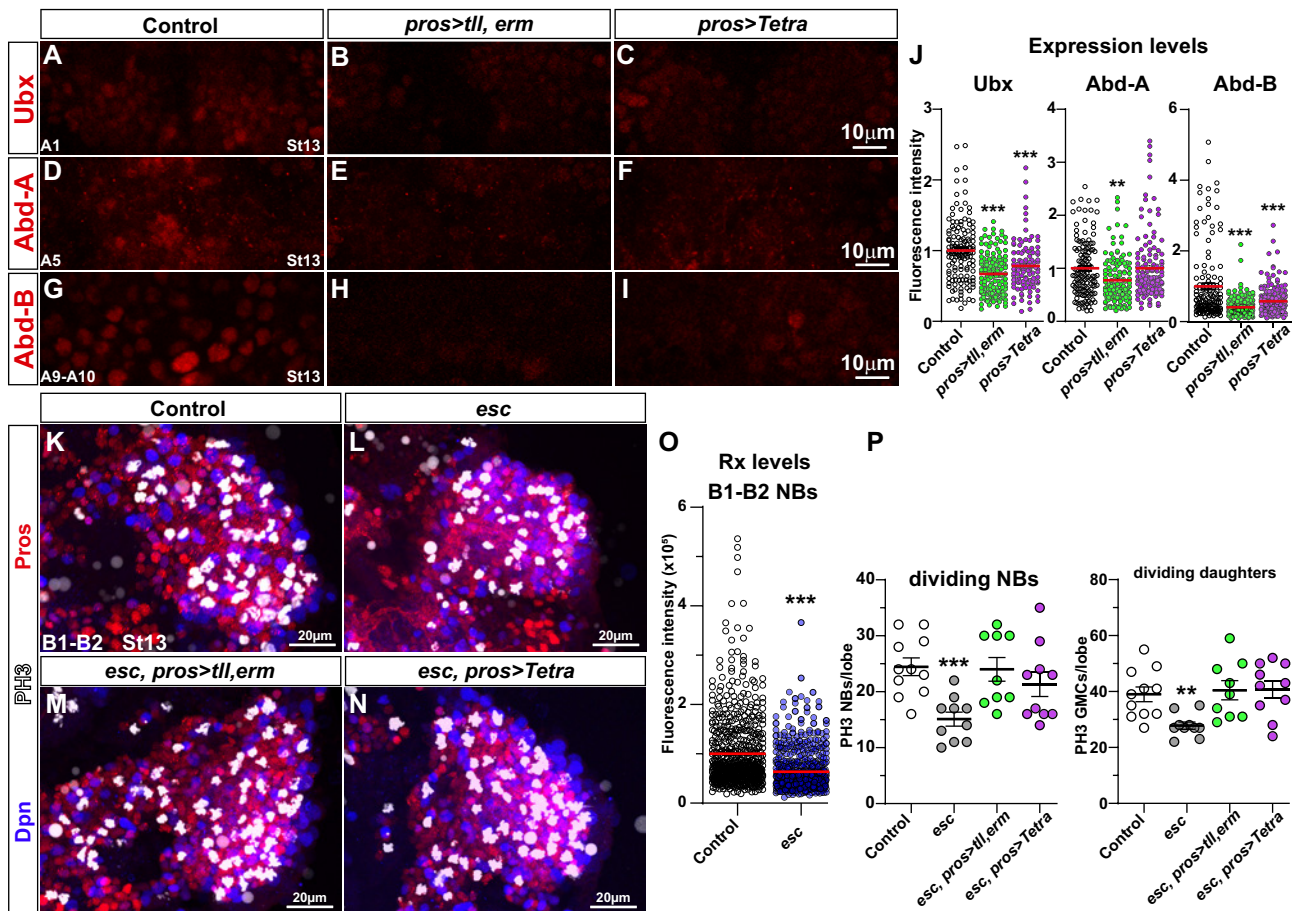 Control
pros>tll, erm
pros>Tetra
Ubx
A
A1
St13
B
C
10μm
Abd-A
D
A5
St13
E
F
10μm
Abd-B
G
A9-A10
St13
H
I
10μm
J
Expression levels
Ubx
Abd-A
Abd-B
Fluorescence intensity
3
2
1
0
***
***
Control
pros>tll,erm
pros>Tetra
4
3
2
1
0
**
Control
pros>tll,erm
pros>Tetra
6
4
2
0
***
***
Control
pros>tll,erm
pros>Tetra
Control
esc
Pros
PH3
Dpn
K
B1-B2 St13
20μm
L
20μm
esc, pros>tll,erm
esc, pros>Tetra
M
20μm
N
20μm
O
Rx levels
B1-B2 NBs
Fluorescence intensity (x10⁵)
6
4
2
0
***
Control
esc
P
dividing NBs
PH3 NBs/lobe
40
30
20
10
0
***
Control
esc
esc, pros>tll,erm
esc, pros>Tetra
dividing daughters
PH3 GMCs/lobe
80
60
40
20
0
**
Control
esc
esc, pros>tll,erm
esc, pros>Tetra